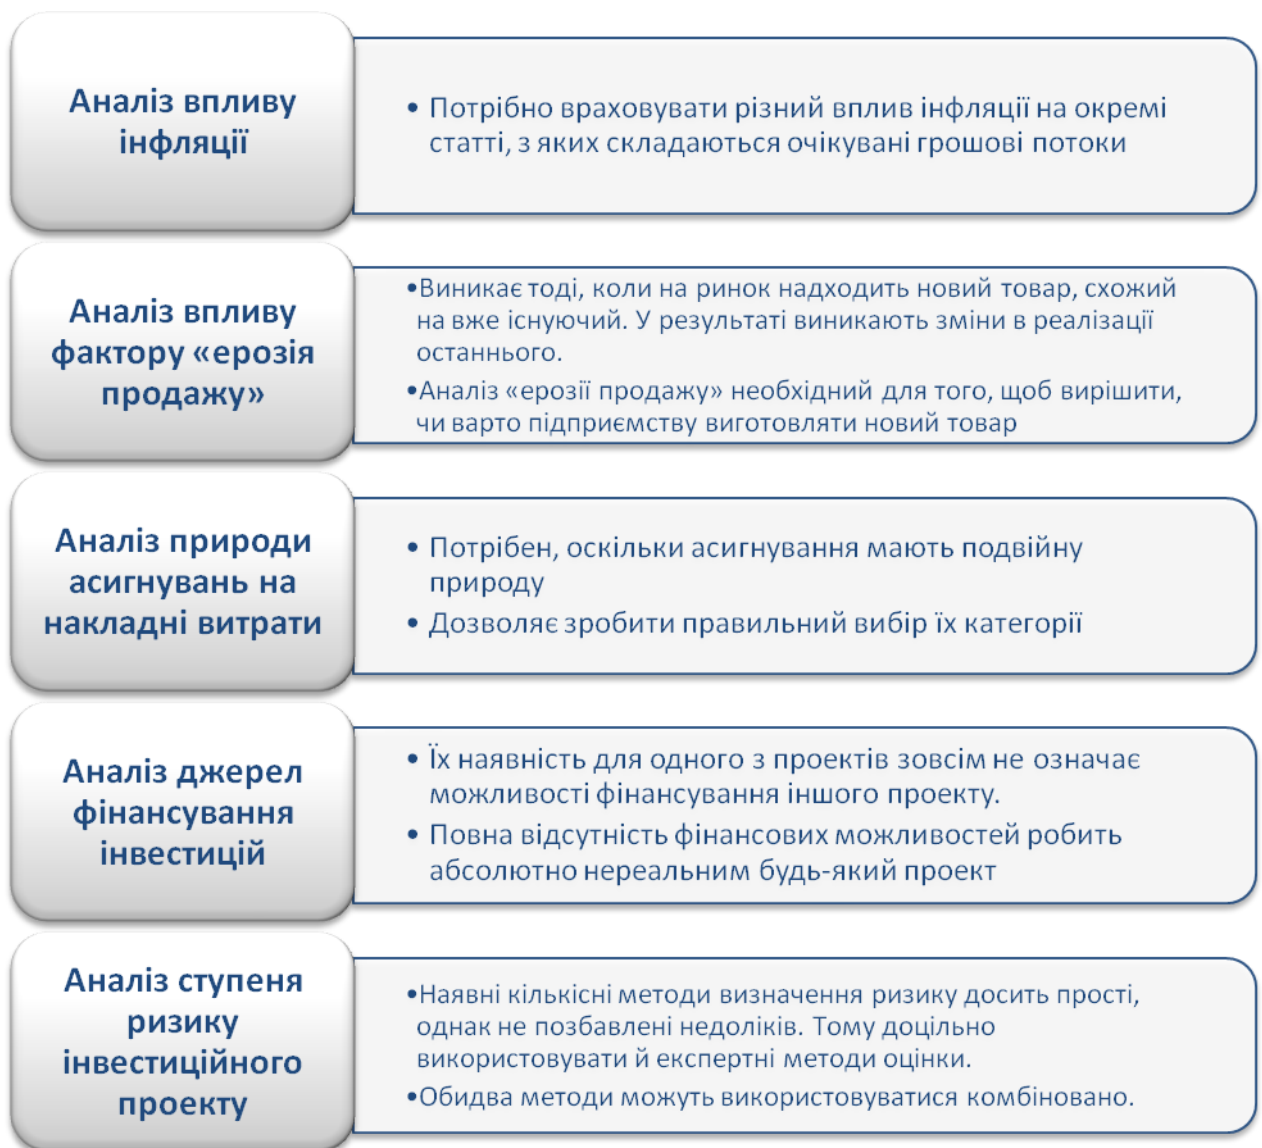 Аналіз впливу
інфляції
• Потрібно враховувати різний вплив інфляції на окремі
статті, з яких складаються очікувані грошові потоки
Аналіз впливу
фактору «ерозія
продажу»
•Виникає тоді, коли на ринок надходить новий товар, схожий
на вже існуючий. У результаті виникають зміни в реалізації
останнього.
•Аналіз «ерозії продажу» необхідний для того, щоб вирішити,
чи варто підприємству виготовляти новий товар
Аналіз природи
асигнувань на
накладні витрати
• Потрібен, оскільки асигнування мають подвійну
природу
• Дозволяє зробити правильний вибір їх категорії
Аналіз джерел
фінансування
інвестицій
• Їх наявність для одного з проектів зовсім не означає
можливості фінансування іншого проекту.
• Повна відсутність фінансових можливостей робить
абсолютно нереальним будь-який проект
Аналіз ступеня
ризику
інвестиційного
проекту
•Наявні кількісні методи визначення ризику досить прості,
однак не позбавлені недоліків. Тому доцільно
використовувати й експертні методи оцінки.
•Обидва методи можуть використовуватися комбіновано.